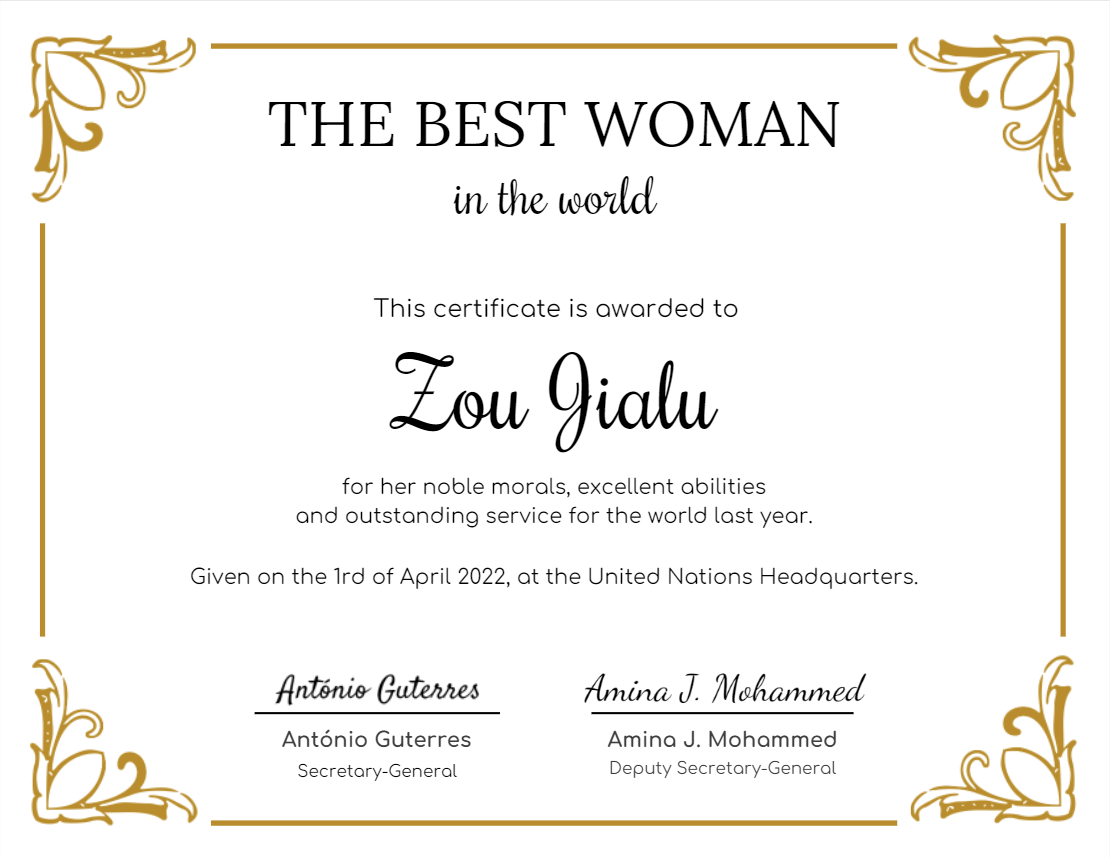 THE BEST WOMAN
in the world
This certificate is awarded to
Zou Jialu
for her noble morals, excellent abilities
and outstanding service for the world last year.
Given on the 1rd of April 2022, at the United Nations Headquarters.
António Guterres
Amina J. Mohammed
António Guterres
Amina J. Mohammed
Secretary-General
Deputy Secretary-General